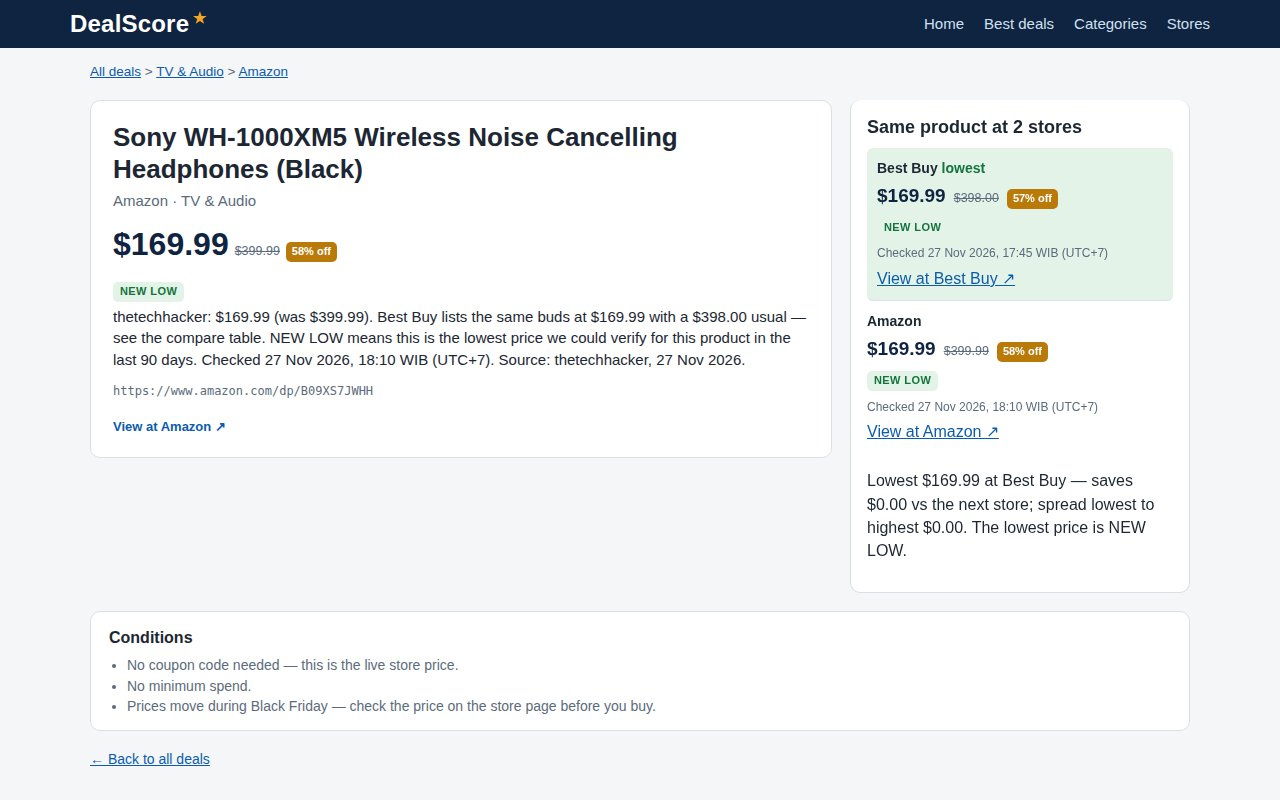 DealScore ★
Home Best deals Categories Stores
All deals > TV & Audio > Amazon
Sony WH-1000XM5 Wireless Noise Cancelling
Headphones (Black)
Amazon · TV & Audio
$169.99 $399.99 58% off
NEW LOW
thetechhacker: $169.99 (was $399.99). Best Buy lists the same buds at $169.99 with a $398.00 usual —
see the compare table. NEW LOW means this is the lowest price we could verify for this product in the
last 90 days. Checked 27 Nov 2026, 18:10 WIB (UTC+7). Source: thetechhacker, 27 Nov 2026.
https://www.amazon.com/dp/B09XS7JWHH
View at Amazon ↗
Same product at 2 stores
Best Buy lowest
$169.99 $398.00 57% off
NEW LOW
Checked 27 Nov 2026, 17:45 WIB (UTC+7)
View at Best Buy ↗
Amazon
$169.99 $399.99 58% off
NEW LOW
Checked 27 Nov 2026, 18:10 WIB (UTC+7)
View at Amazon ↗
Lowest $169.99 at Best Buy — saves
$0.00 vs the next store; spread lowest to
highest $0.00. The lowest price is NEW
LOW.
Conditions
• No coupon code needed — this is the live store price.
• No minimum spend.
• Prices move during Black Friday — check the price on the store page before you buy.
← Back to all deals